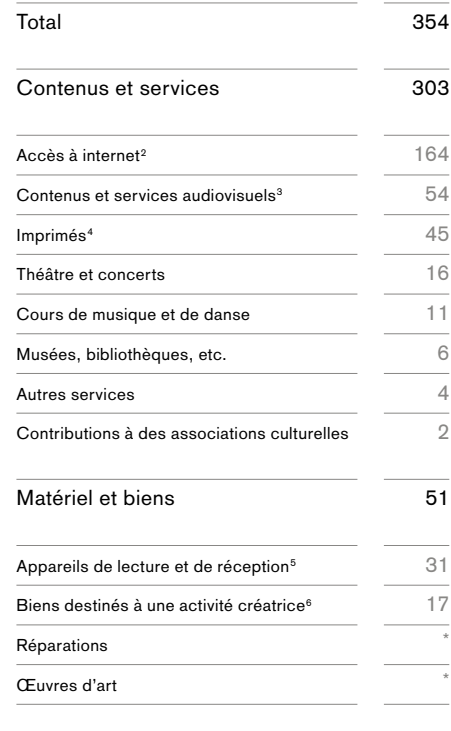 Total 354
Contenus et services 303
Accès à internet² 164
Contenus et services audiovisuels³ 54
Imprimés⁴ 45
Théâtre et concerts 16
Cours de musique et de danse 11
Musées, bibliothèques, etc. 6
Autres services 4
Contributions à des associations culturelles 2
Matériel et biens 51
Appareils de lecture et de réception⁵ 31
Biens destinés à une activité créatrice⁶ 17
Réparations *
Œuvres d'art *